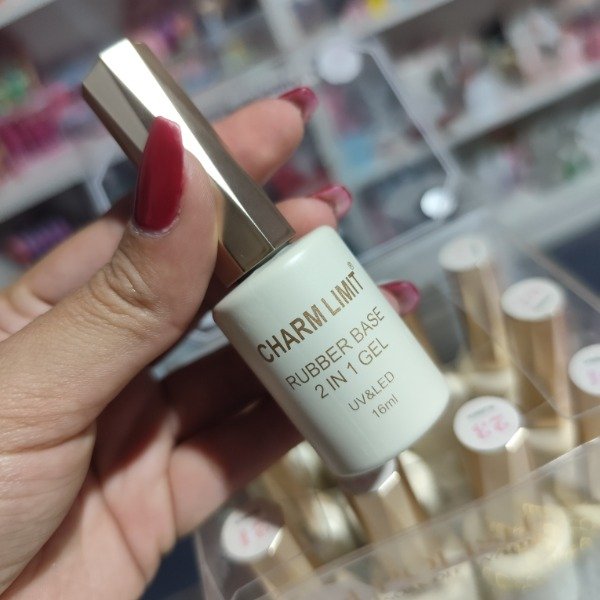 CHARM LIMIT®
RUBBER BASE
2 IN 1 GEL
UV&LED
16ml